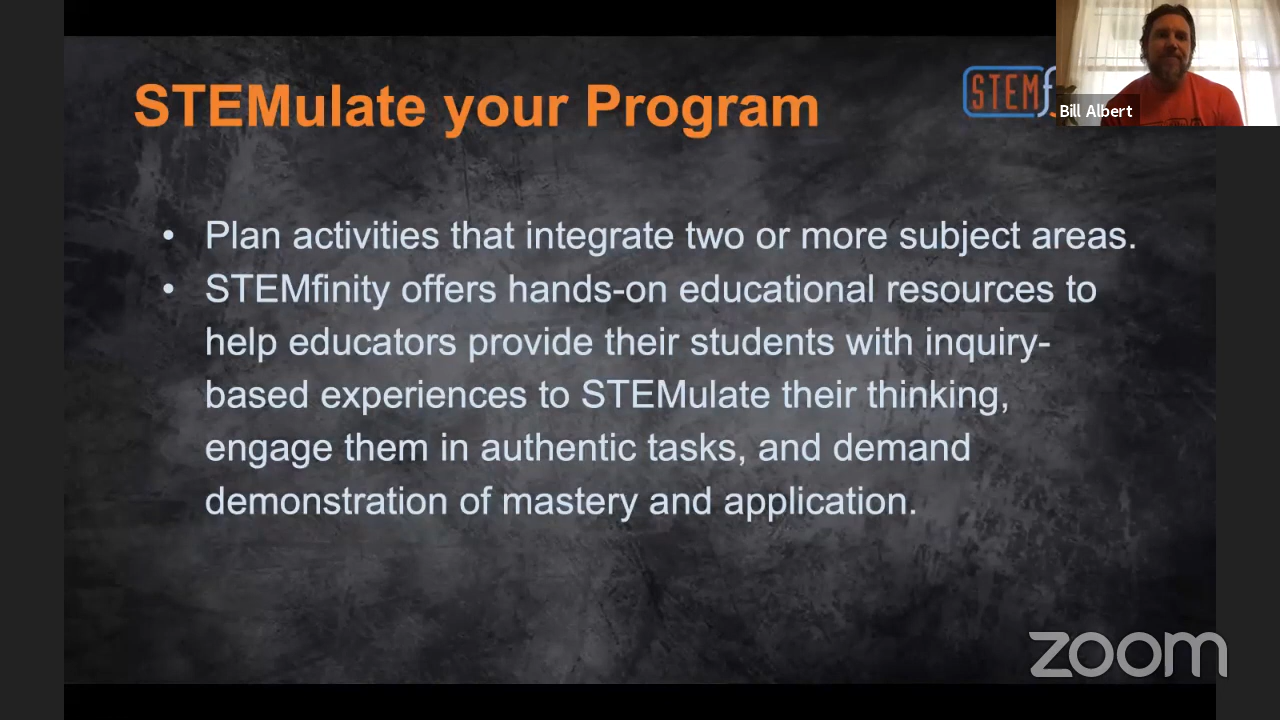 STEMulate your Program
STEMf
Bill Albert
• Plan activities that integrate two or more subject areas.
• STEMfinity offers hands-on educational resources to
help educators provide their students with inquiry-
based experiences to STEMulate their thinking,
engage them in authentic tasks, and demand
demonstration of mastery and application.
zoom